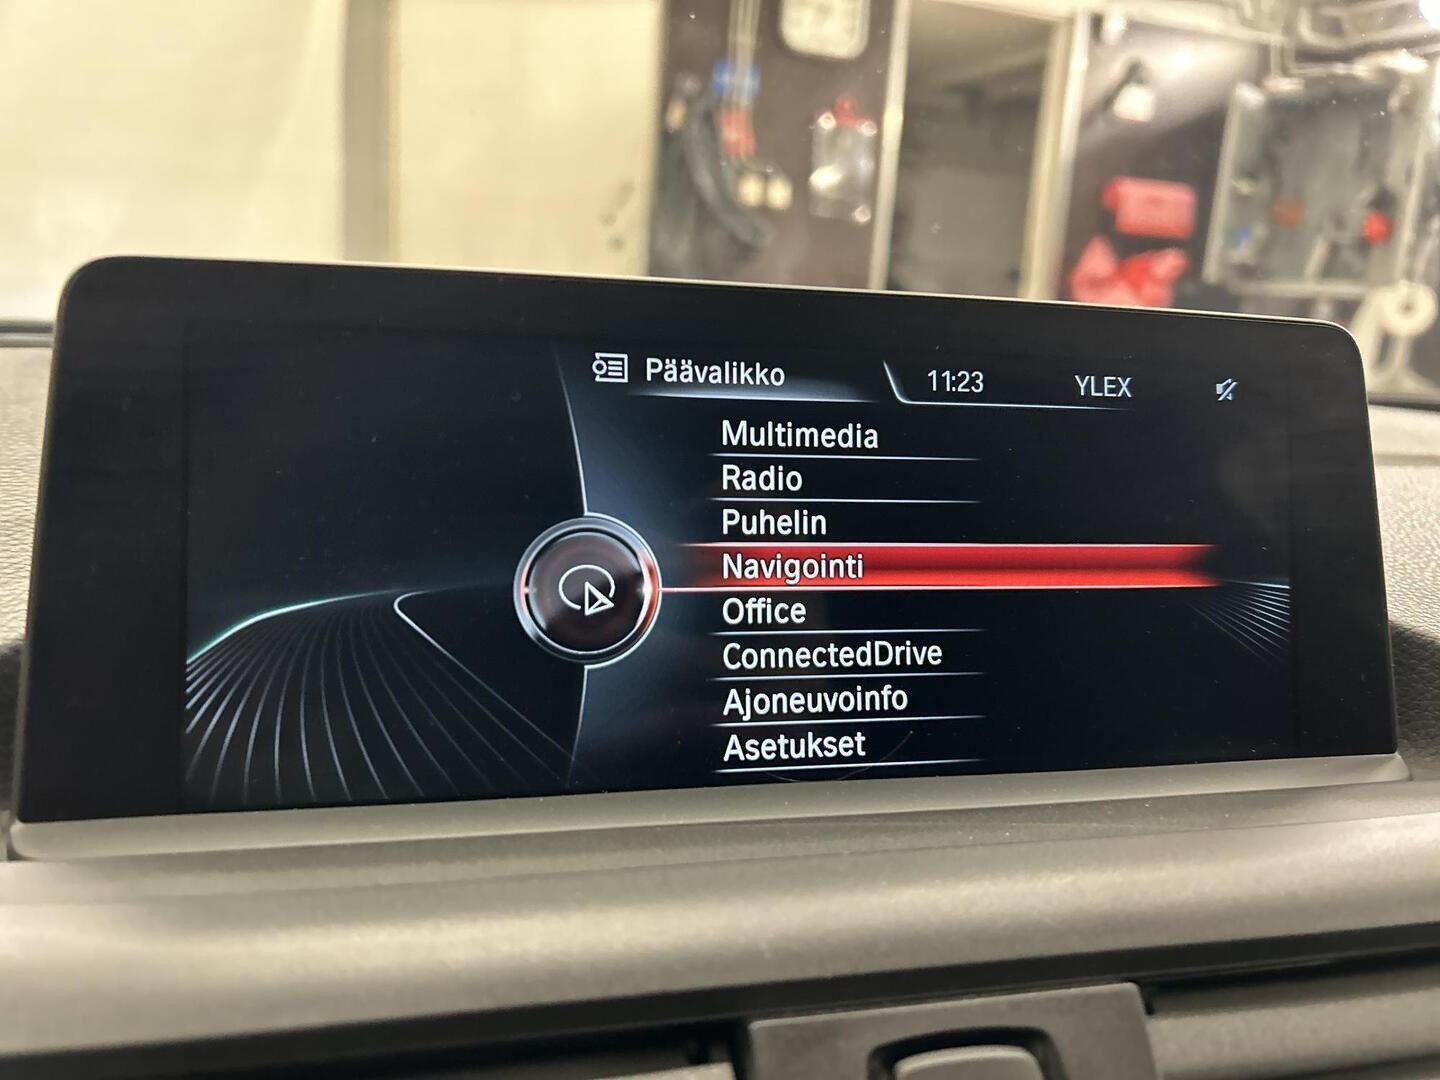 Päävalikko 11:23 YLEX
Multimedia
Radio
Puhelin
Navigointi
Office
ConnectedDrive
Ajoneuvoinfo
Asetukset